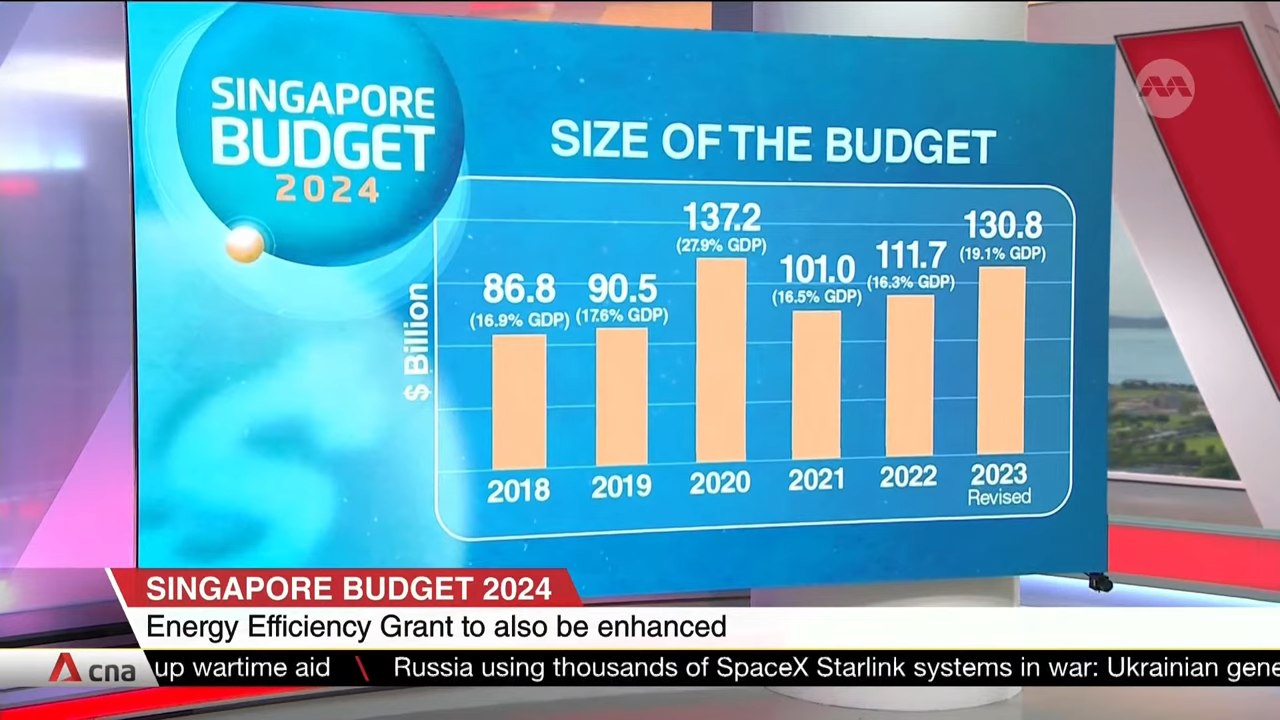 SINGAPORE
BUDGET
2024
SIZE OF THE BUDGET
$ Billion
86.8
(16.9% GDP)
90.5
(17.6% GDP)
137.2
(27.9% GDP)
101.0
(16.5% GDP)
111.7
(16.3% GDP)
130.8
(19.1% GDP)
2018
2019
2020
2021
2022
2023
Revised
SINGAPORE BUDGET 2024
Energy Efficiency Grant to also be enhanced
cna
up wartime aid \ Russia using thousands of SpaceX Starlink systems in war: Ukrainian gene